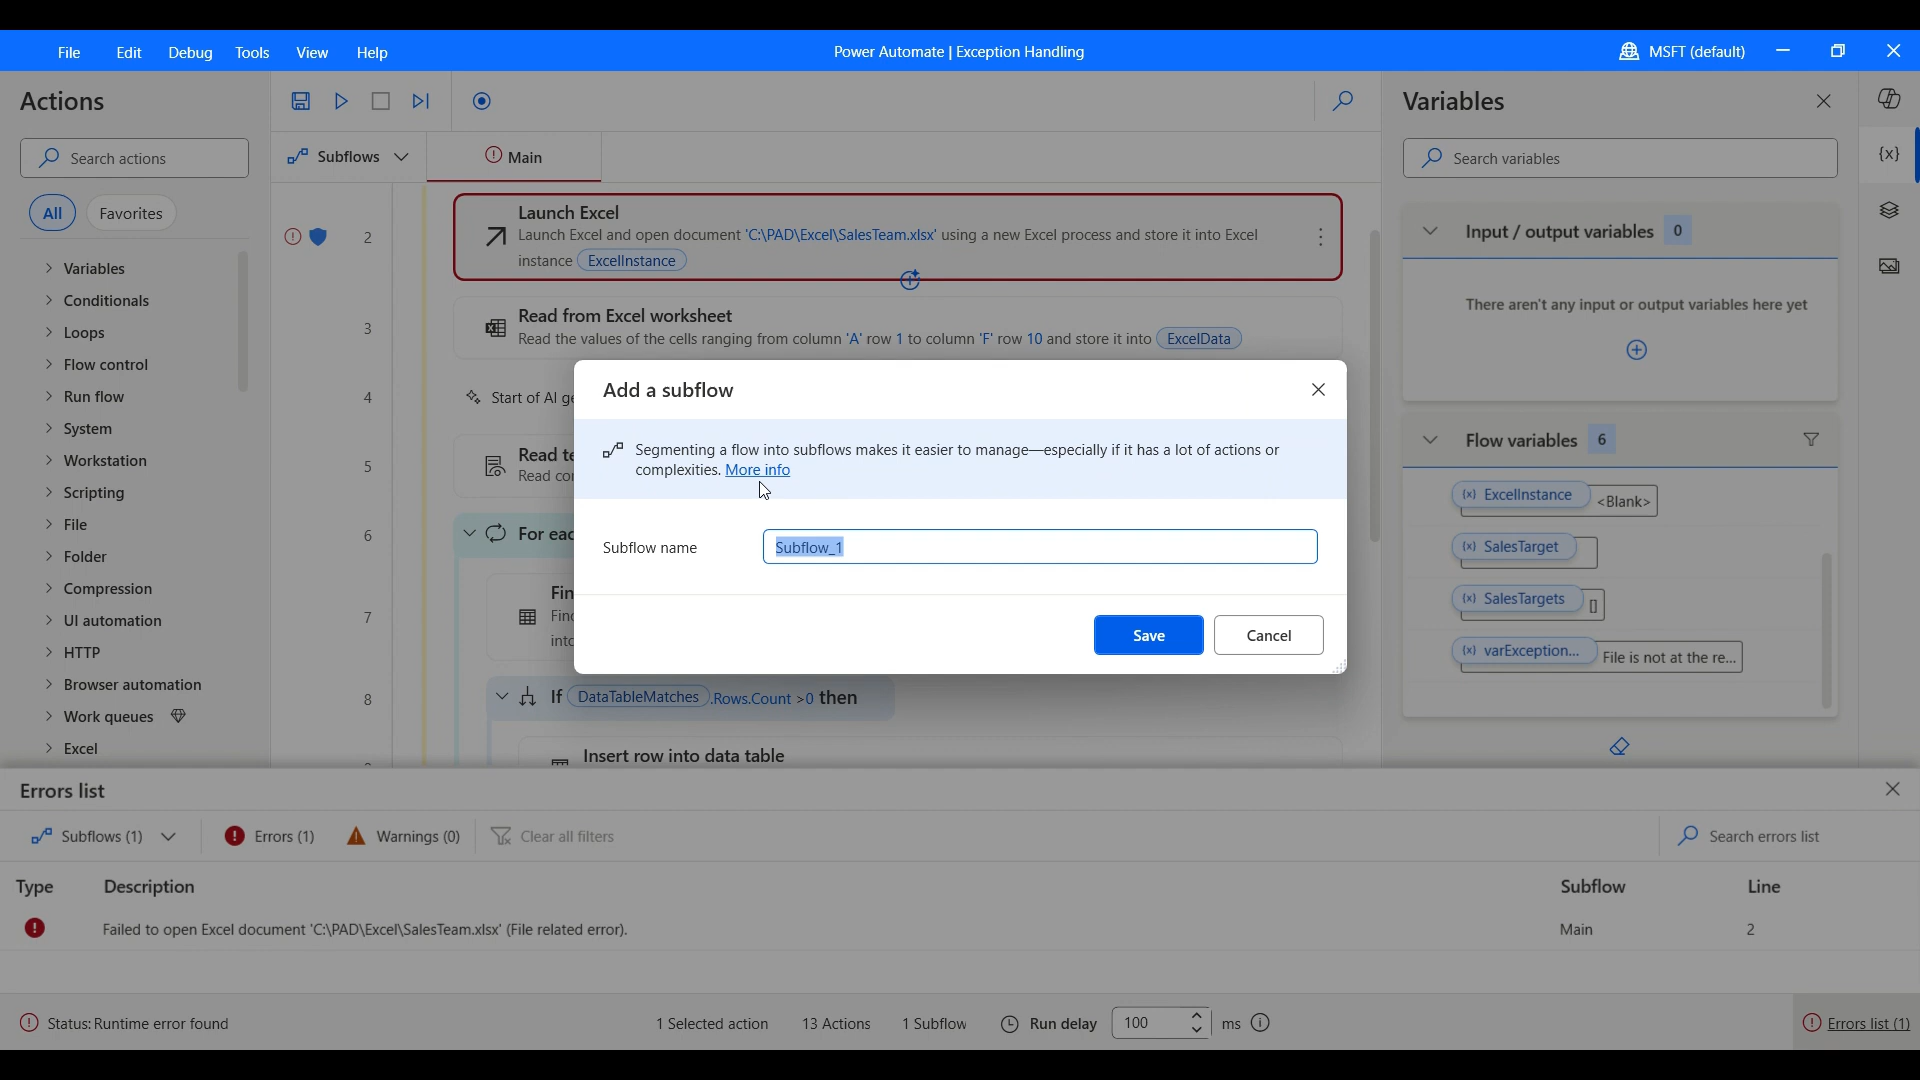 File Edit Debug Tools View Help
Power Automate | Exception Handling
MSFT (default)
Actions
Search actions
All Favorites
Variables
Conditionals
Loops
Flow control
Run flow
System
Workstation
Scripting
File
Folder
Compression
UI automation
HTTP
Browser automation
Work queues
Excel
Subflows
Main
2
Launch Excel
Launch Excel and open document 'C:\PAD\Excel\SalesTeam.xlsx' using a new Excel process and store it into Excel
instance ExcelInstance
3
Read from Excel worksheet
Read the values of the cells ranging from column 'A' row 1 to column 'F' row 10 and store it into ExcelData
4
Start of AI ge
5
Read te
Read con
6
For eac
7
Fin
Find
into
8
If DataTableMatches .Rows.Count >0 then
Insert row into data table
Add a subflow
Segmenting a flow into subflows makes it easier to manage—especially if it has a lot of actions or
complexities. More info
Subflow name
Subflow_1
Save
Cancel
Variables
Search variables
Input / output variables 0
There aren't any input or output variables here yet
Flow variables 6
(x) ExcelInstance <Blank>
(x) SalesTarget
(x) SalesTargets []
(x) varException... File is not at the re...
{x}
Errors list
Subflows (1) Errors (1) Warnings (0) Clear all filters
Search errors list
Type Description Subflow Line
Failed to open Excel document 'C:\PAD\Excel\SalesTeam.xlsx' (File related error). Main 2
Status: Runtime error found
1 Selected action 13 Actions 1 Subflow Run delay 100 ms
Errors list (1)